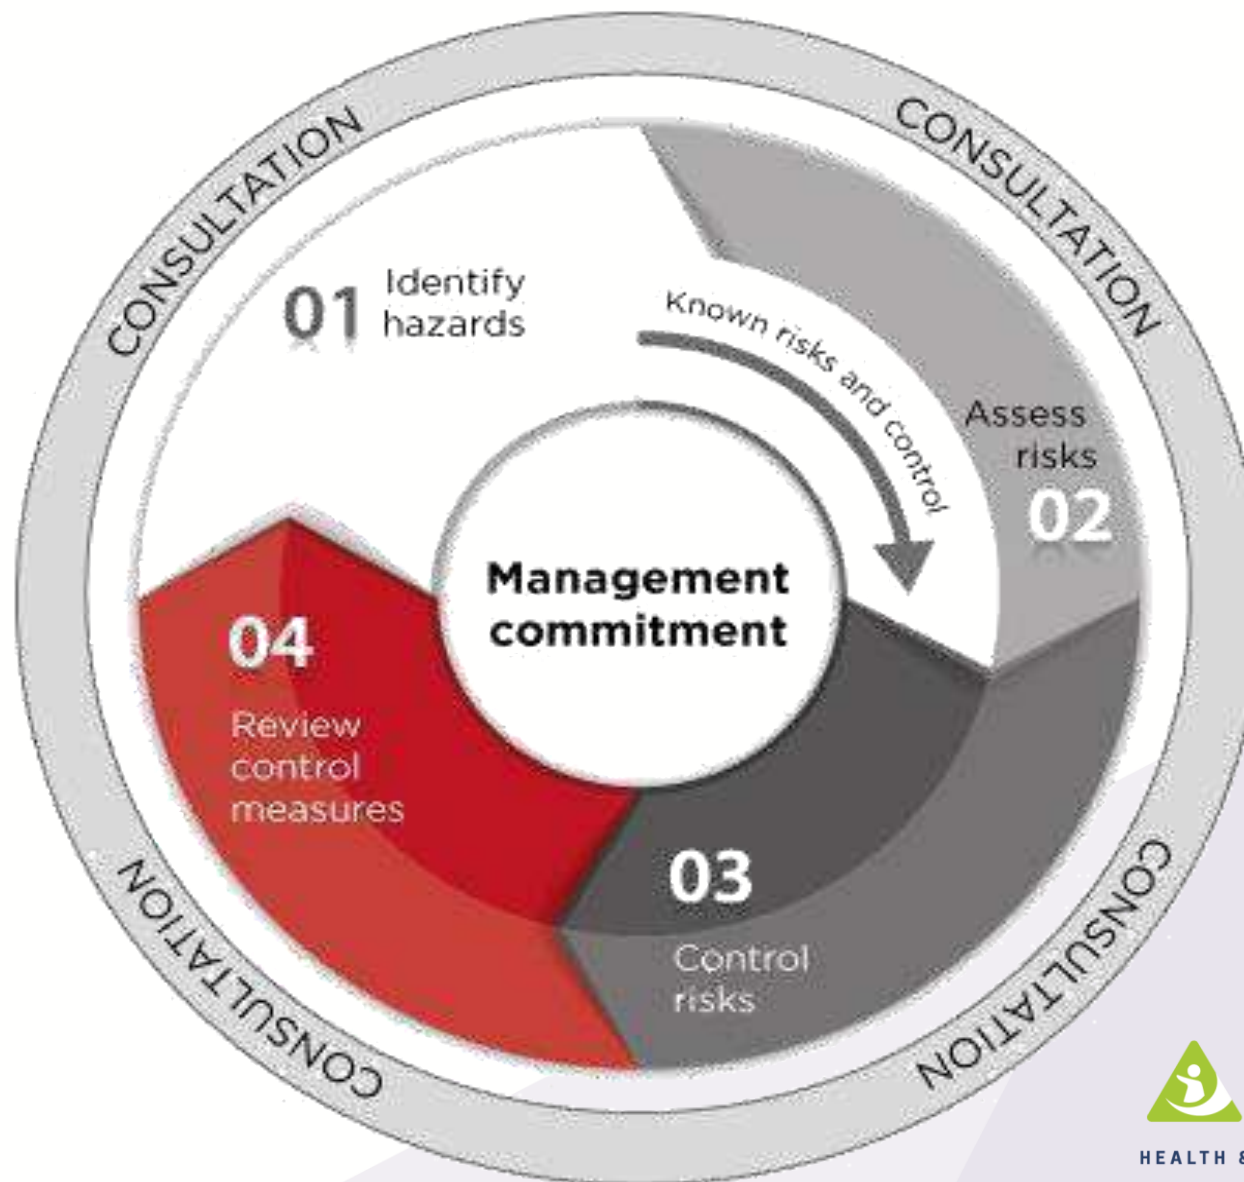 CONSULTATION
CONSULTATION
01 Identify
hazards
Known risks and control
Assess
risks
02
Management
commitment
04
Review
control
measures
03
Control
risks
CONSULTATION
CONSULTATION
HEALTH &